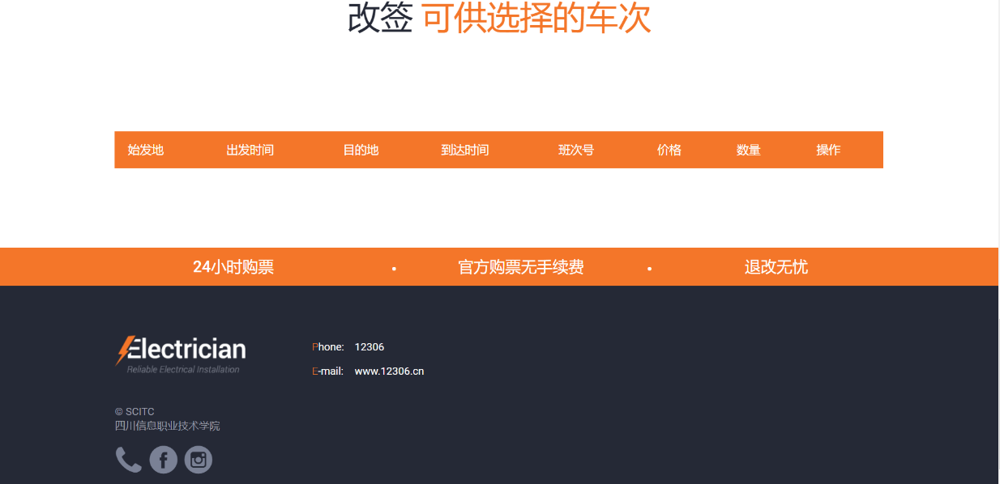 改签 可供选择的车次
始发地 出发时间 目的地 到达时间 班次号 价格 数量 操作
24小时购票 • 官方购票无手续费 • 退改无忧
Electrician
Reliable Electrical Installation
Phone: 12306
E-mail: www.12306.cn
© SCITC
四川信息职业技术学院